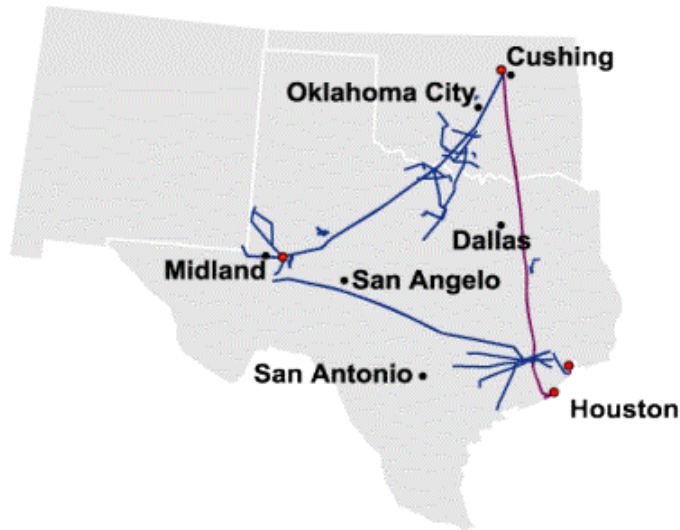 Cushing
Oklahoma City
Dallas
Midland
San Angelo
San Antonio
Houston